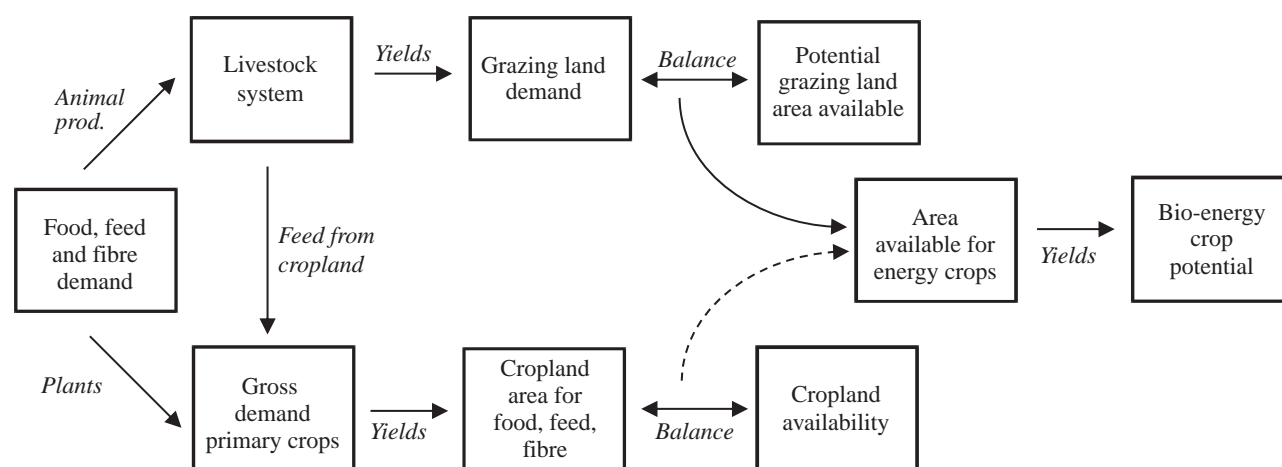 Livestock
system
Yields
Grazing land
demand
Balance
Potential
grazing land
area available
Animal
prod.
Food, feed
and fibre
demand
Feed from
cropland
Area
available for
energy crops
Yields
Bio-energy
crop
potential
Plants
Gross
demand
primary crops
Yields
Cropland
area for
food, feed,
fibre
Balance
Cropland
availability